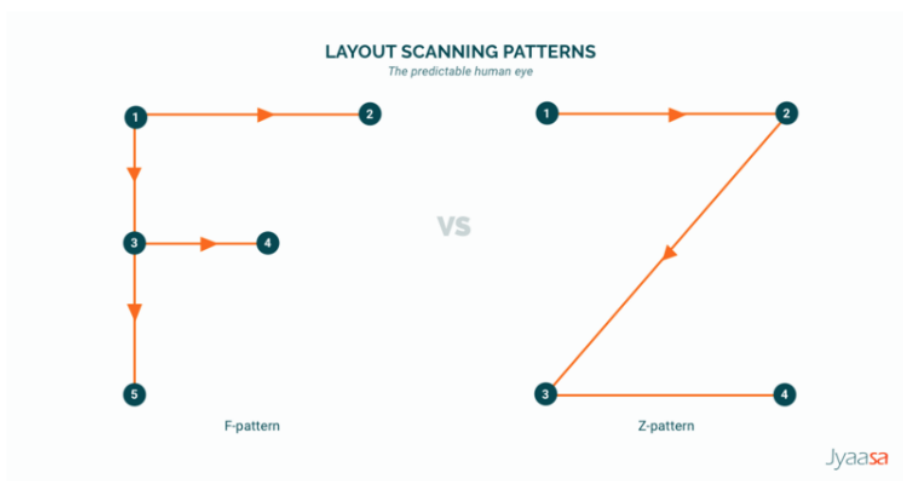 LAYOUT SCANNING PATTERNS
The predictable human eye
1
2
3
4
5
F-pattern
VS
1
2
3
4
Z-pattern
Jyaasa